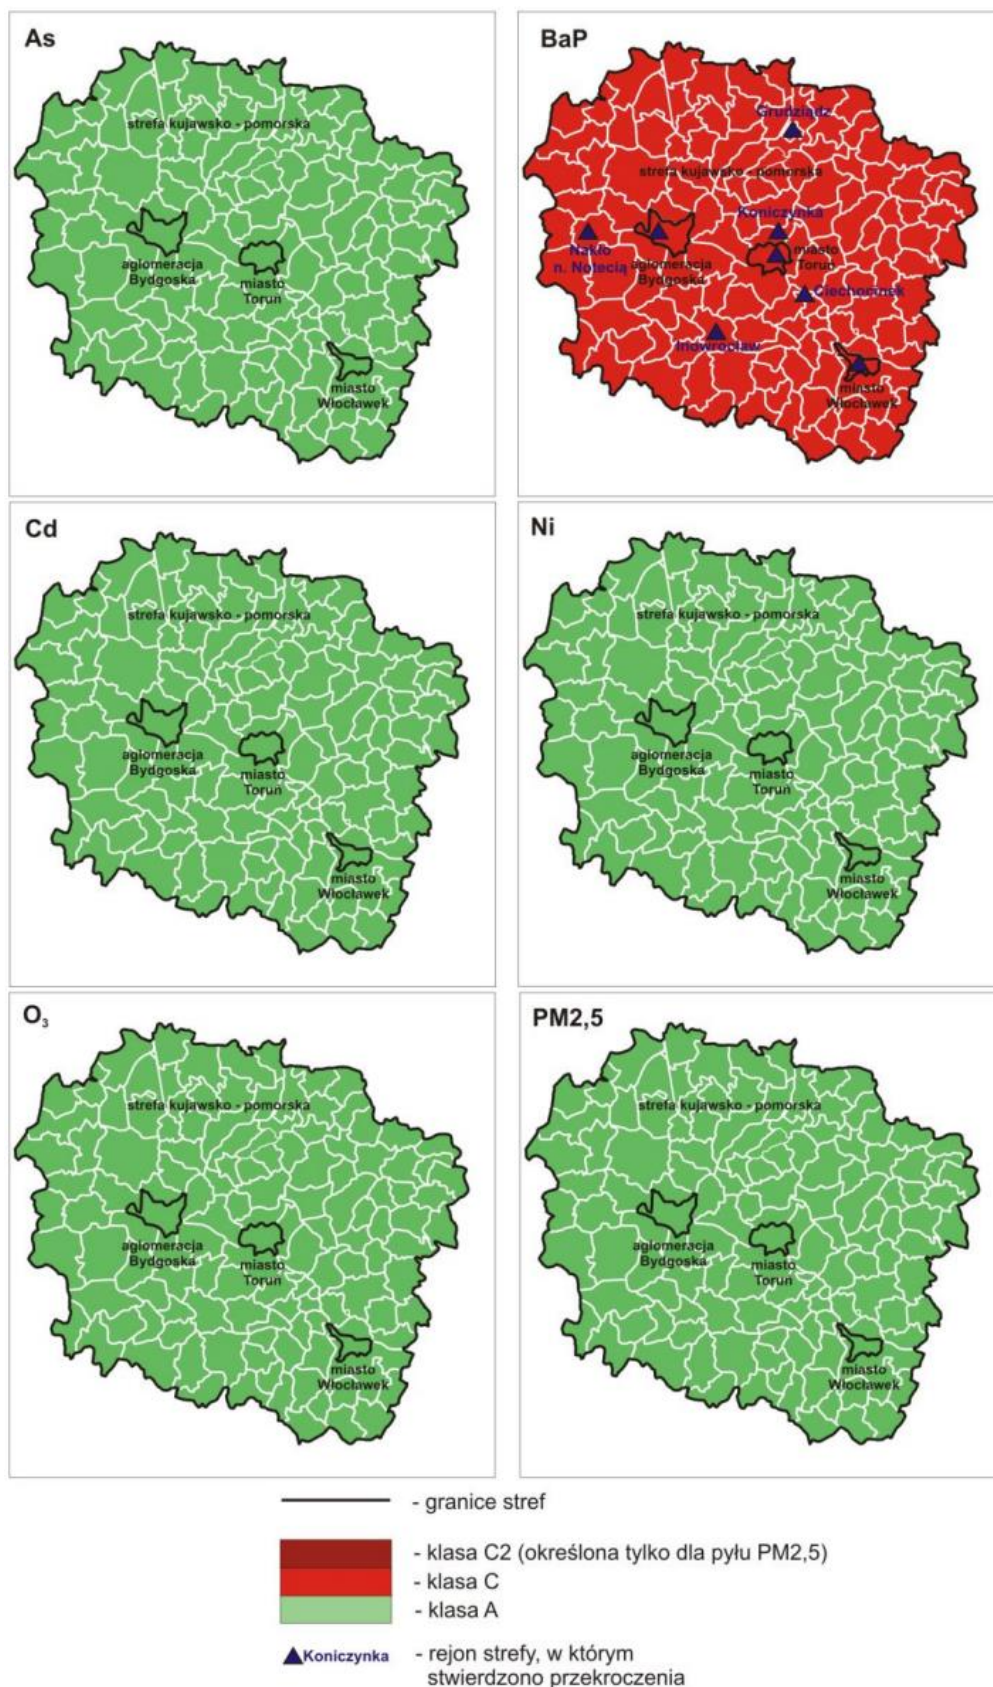 As
strefa kujawsko - pomorska
aglomeracja
Bydgoska
miasto
Toruń
miasto
Włocławek
BaP
Grudziądz
strefa kujawsko - pomorska
Koniczynka
Nakło
n. Notecią
aglomeracja
Bydgoska
miasto
Toruń
Ciechocinek
Inowrocław
miasto
Włocławek
Cd
strefa kujawsko - pomorska
aglomeracja
Bydgoska
miasto
Toruń
miasto
Włocławek
Ni
strefa kujawsko - pomorska
aglomeracja
Bydgoska
miasto
Toruń
miasto
Włocławek
O₃
strefa kujawsko - pomorska
aglomeracja
Bydgoska
miasto
Toruń
miasto
Włocławek
PM2,5
strefa kujawsko - pomorska
aglomeracja
Bydgoska
miasto
Toruń
miasto
Włocławek
- granice stref
- klasa C2 (określona tylko dla pyłu PM2,5)
- klasa C
- klasa A
Koniczynka - rejon strefy, w którym
stwierdzono przekroczenia